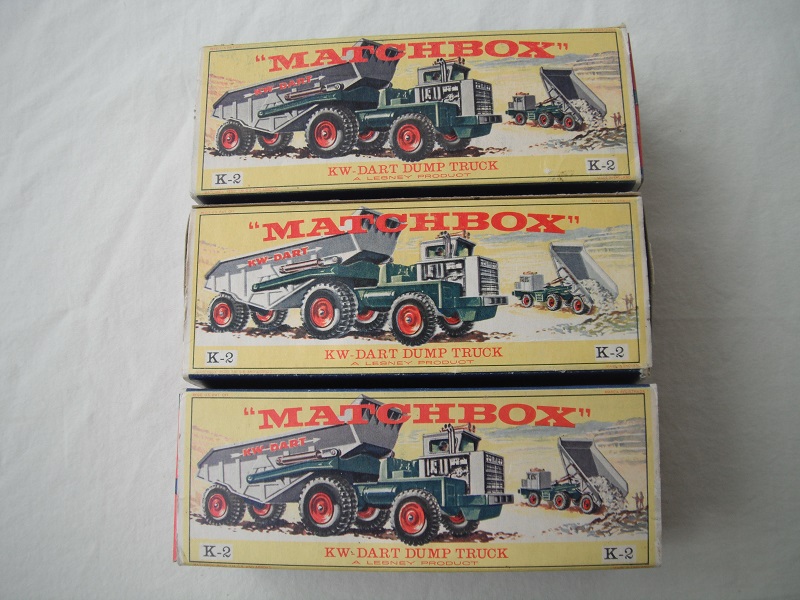 "MATCHBOX"
KW-DART
KW-DART DUMP TRUCK
A LESNEY PRODUCT
K-2 K-2
"MATCHBOX"
KW-DART
KW-DART DUMP TRUCK
A LESNEY PRODUCT
K-2 K-2
"MATCHBOX"
KW-DART
KW-DART DUMP TRUCK
A LESNEY PRODUCT
K-2 K-2